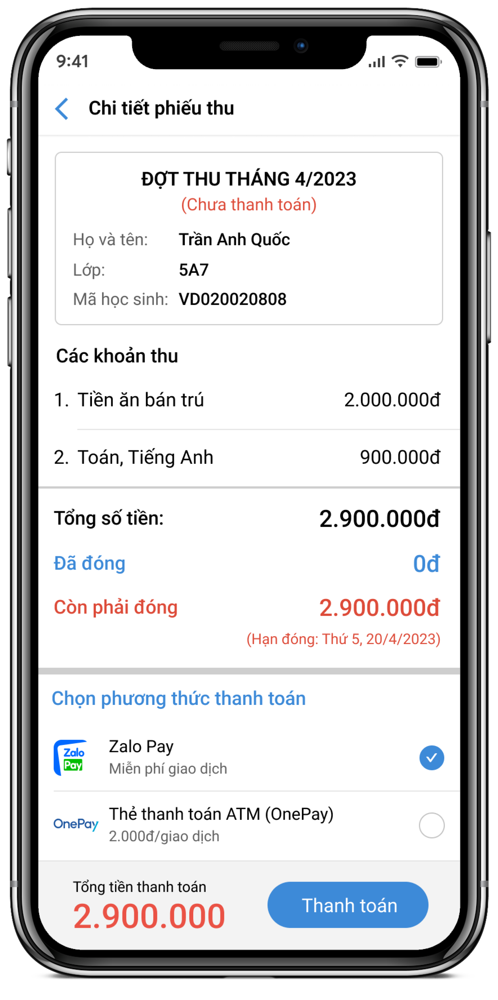 9:41
Chi tiết phiếu thu
ĐỢT THU THÁNG 4/2023
(Chưa thanh toán)
Họ và tên: Trần Anh Quốc
Lớp: 5A7
Mã học sinh: VD020020808
Các khoản thu
1. Tiền ăn bán trú 2.000.000đ
2. Toán, Tiếng Anh 900.000đ
Tổng số tiền: 2.900.000đ
Đã đóng 0đ
Còn phải đóng 2.900.000đ
(Hạn đóng: Thứ 5, 20/4/2023)
Chọn phương thức thanh toán
Zalo
Pay
Zalo Pay
Miễn phí giao dịch
OnePay
Thẻ thanh toán ATM (OnePay)
2.000đ/giao dịch
Tổng tiền thanh toán
2.900.000
Thanh toán